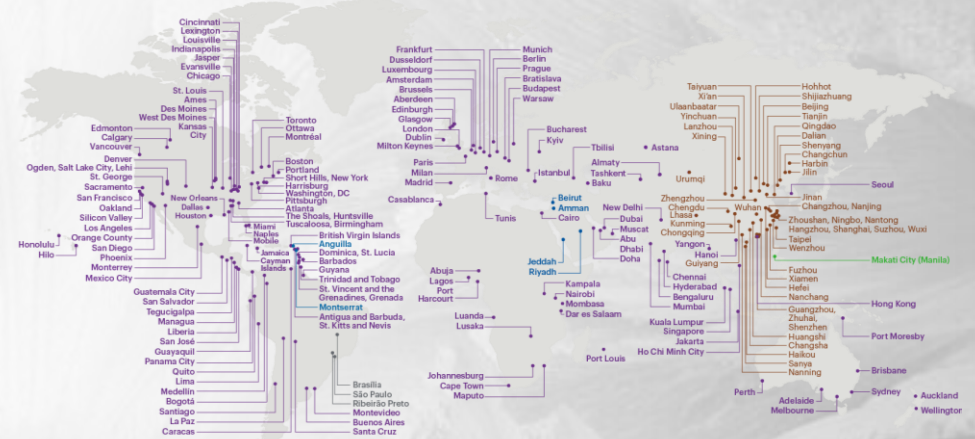 Cincinnati
Lexington
Louisville
Indianapolis
Jasper
Evansville
Chicago
St. Louis
Ames
Des Moines
West Des Moines
Kansas
City
Edmonton
Calgary
Vancouver
Denver
Ogden, Salt Lake City, Lehi
St. George
Sacramento
San Francisco
Oakland
Silicon Valley
Los Angeles
Orange County
San Diego
Phoenix
Monterrey
Mexico City
Honolulu
Hilo
New Orleans
Dallas
Houston
Toronto
Ottawa
Montréal
Boston
Portland
Short Hills, New York
Harrisburg
Washington, DC
Pittsburgh
Atlanta
The Shoals, Huntsville
Tuscaloosa, Birmingham
Miami
Naples
Mobile
Jamaica
Cayman
Islands
British Virgin Islands
Anguilla
Dominica, St. Lucia
Barbados
Guyana
Trinidad and Tobago
St. Vincent and the
Grenadines, Grenada
Montserrat
Antigua and Barbuda,
St. Kitts and Nevis
Guatemala City
San Salvador
Tegucigalpa
Managua
Liberia
San José
Guayaquil
Panama City
Quito
Lima
Medellín
Bogotá
Santiago
La Paz
Caracas
Brasília
São Paulo
Ribeirão Preto
Montevideo
Buenos Aires
Santa Cruz
Frankfurt
Dusseldorf
Luxembourg
Amsterdam
Brussels
Aberdeen
Edinburgh
Glasgow
London
Dublin
Milton Keynes
Paris
Milan
Madrid
Casablanca
Munich
Berlin
Prague
Bratislava
Budapest
Warsaw
Bucharest
Kyiv
Rome
Istanbul
Tunis
Tbilisi
Astana
Almaty
Tashkent
Baku
Beirut
Amman
Cairo
Jeddah
Riyadh
New Delhi
Dubai
Muscat
Abu
Dhabi
Doha
Abuja
Lagos
Port
Harcourt
Luanda
Lusaka
Kampala
Nairobi
Mombasa
Dar es Salaam
Port Louis
Johannesburg
Cape Town
Maputo
Taiyuan
Xi'an
Ulaanbaatar
Yinchuan
Lanzhou
Xining
Urumqi
Zhengzhou
Chengdu
Lhasa
Kunming
Chongqing
Wuhan
Yangon
Hanoi
Guiyang
Chennai
Hyderabad
Bengaluru
Mumbai
Kuala Lumpur
Singapore
Jakarta
Ho Chi Minh City
Hohhot
Shijiazhuang
Beijing
Tianjin
Qingdao
Dalian
Shenyang
Changchun
Harbin
Jilin
Seoul
Jinan
Changzhou, Nanjing
Zhoushan, Ningbo, Nantong
Hangzhou, Shanghai, Suzhou, Wuxi
Taipei
Wenzhou
Makati City (Manila)
Fuzhou
Xiamen
Hefei
Nanchang
Hong Kong
Guangzhou,
Zhuhai,
Shenzhen
Huangshi
Changsha
Haikou
Sanya
Nanning
Port Moresby
Perth
Adelaide
Melbourne
Brisbane
Sydney
Auckland
Wellington